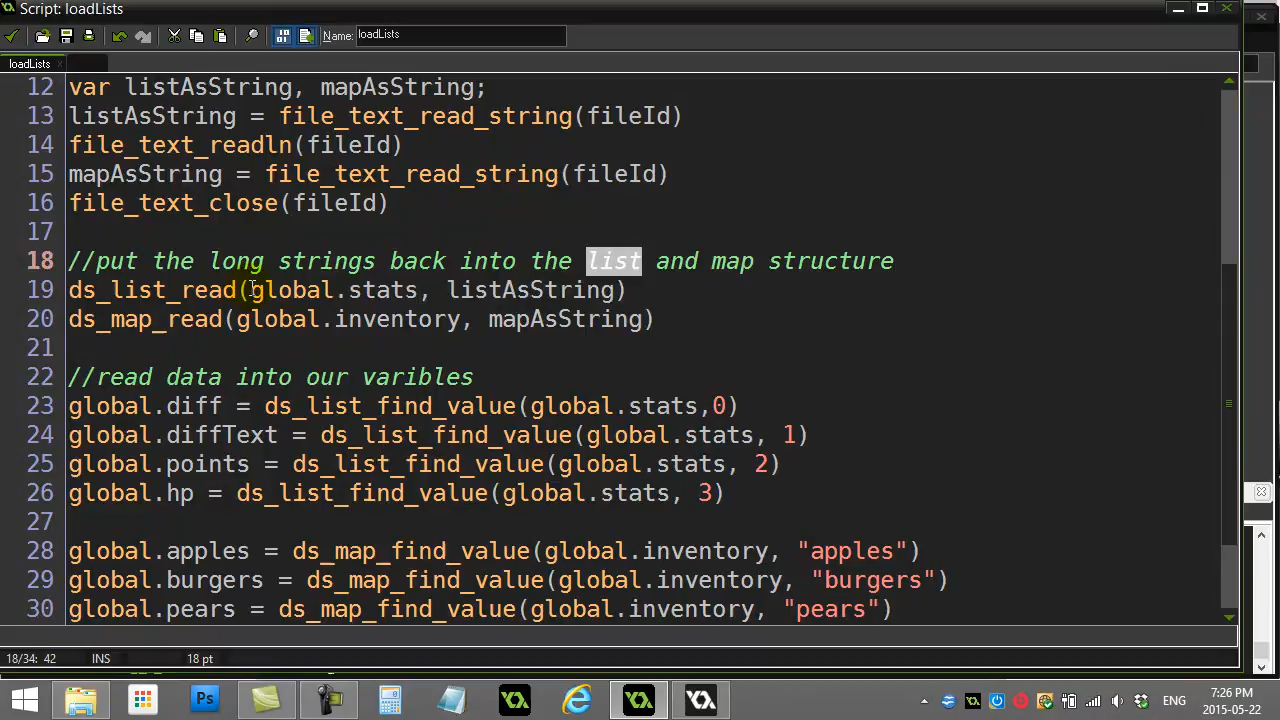 Script: loadLists
Name: loadLists
loadLists
12 var listAsString, mapAsString;
13 listAsString = file_text_read_string(fileId)
14 file_text_readln(fileId)
15 mapAsString = file_text_read_string(fileId)
16 file_text_close(fileId)
17
18 //put the long strings back into the list and map structure
19 ds_list_read(global.stats, listAsString)
20 ds_map_read(global.inventory, mapAsString)
21
22 //read data into our varibles
23 global.diff = ds_list_find_value(global.stats,0)
24 global.diffText = ds_list_find_value(global.stats, 1)
25 global.points = ds_list_find_value(global.stats, 2)
26 global.hp = ds_list_find_value(global.stats, 3)
27
28 global.apples = ds_map_find_value(global.inventory, "apples")
29 global.burgers = ds_map_find_value(global.inventory, "burgers")
30 global.pears = ds_map_find_value(global.inventory, "pears")
18/34: 42 INS 18 pt
Ps
ENG
7:26 PM
2015-05-22